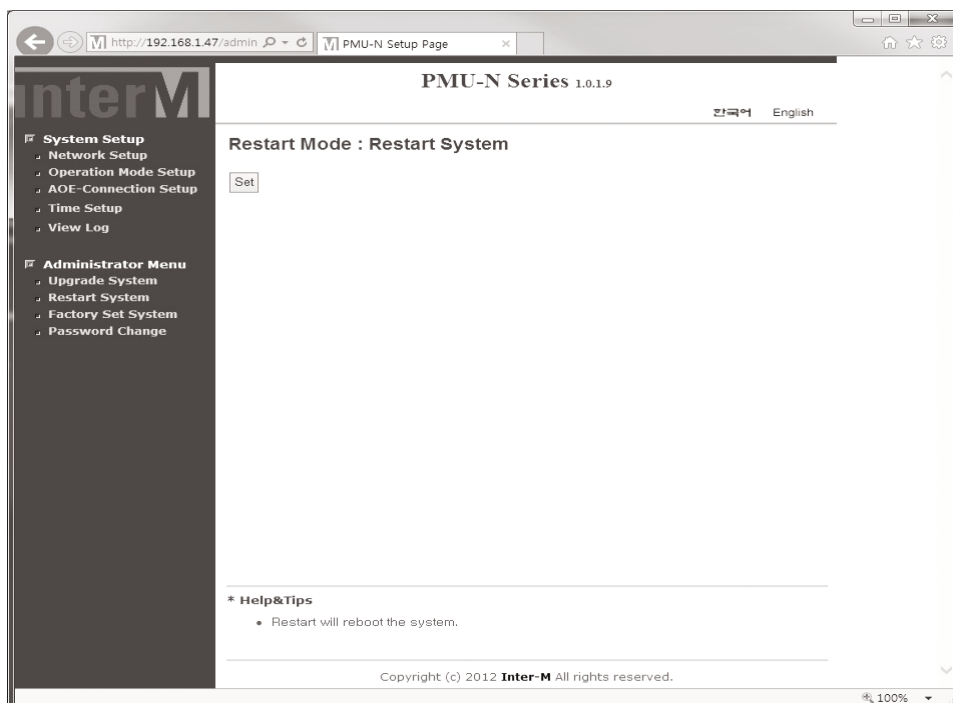 http://192.168.1.47/admin
PMU-N Setup Page
inter M
PMU-N Series 1.0.1.9
한국어 English
System Setup
Network Setup
Operation Mode Setup
AOE-Connection Setup
Time Setup
View Log
Administrator Menu
Upgrade System
Restart System
Factory Set System
Password Change
Restart Mode : Restart System
Set
* Help&Tips
• Restart will reboot the system.
Copyright (c) 2012 Inter-M All rights reserved.
100%